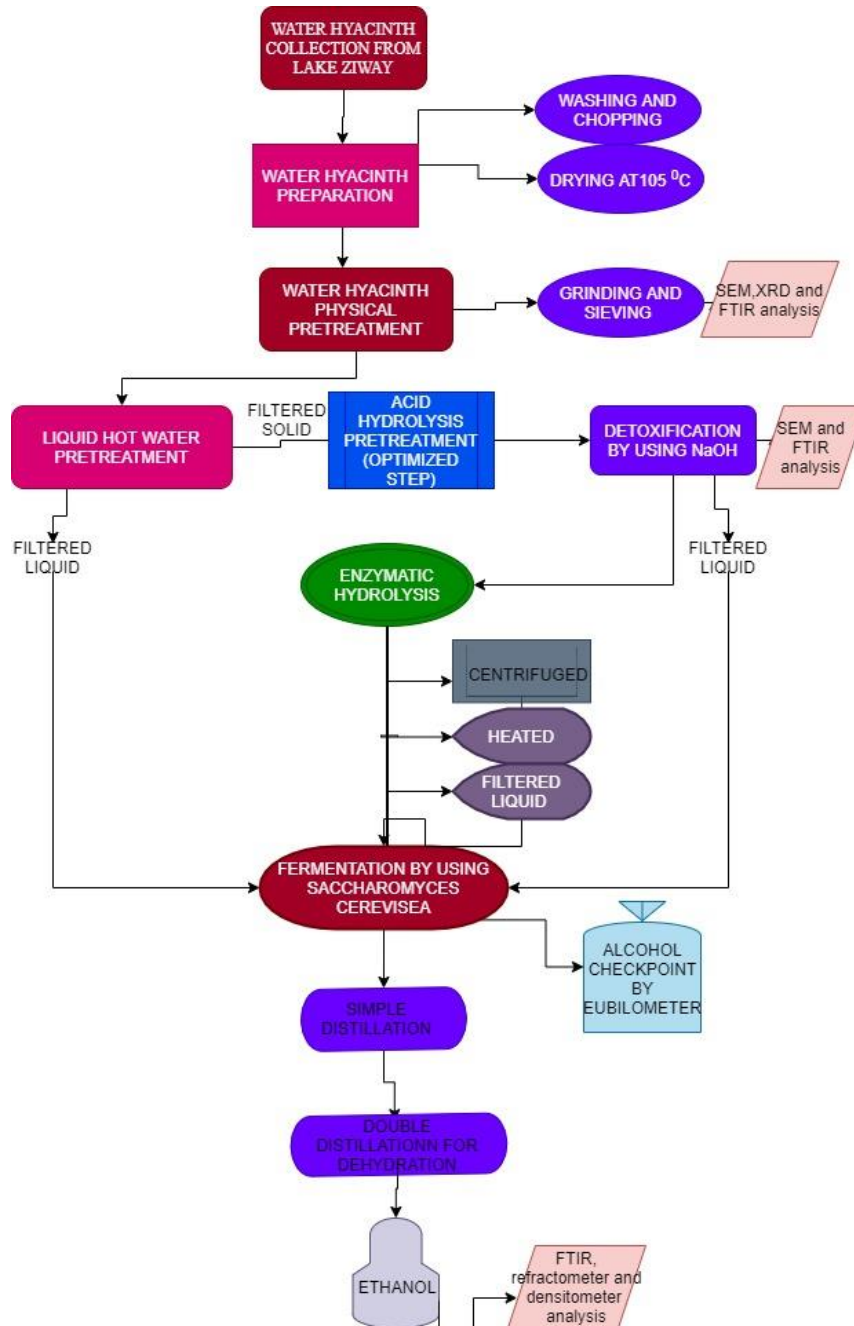 WATER HYACINTH
COLLECTION FROM
LAKE ZIWAY
WASHING AND
CHOPPING
WATER HYACINTH
PREPARATION
DRYING AT105 ⁰C
WATER HYACINTH
PHYSICAL
PRETREATMENT
GRINDING AND
SIEVING
SEM,XRD and
FTIR analysis
LIQUID HOT WATER
PRETREATMENT
FILTERED
SOLID
ACID
HYDROLYSIS
PRETREATMENT
(OPTIMIZED
STEP)
DETOXIFICATION
BY USING NaOH
SEM and
FTIR
analysis
FILTERED
LIQUID
FILTERED
LIQUID
ENZYMATIC
HYDROLYSIS
CENTRIFUGED
HEATED
FILTERED
LIQUID
FERMENTATION BY USING
SACCHAROMYCES
CEREVISEA
ALCOHOL
CHECKPOINT
BY
EUBILOMETER
SIMPLE
DISTILLATION
DOUBLE
DISTILLATIONN FOR
DEHYDRATION
ETHANOL
FTIR,
refractometer and
densitometer
analysis